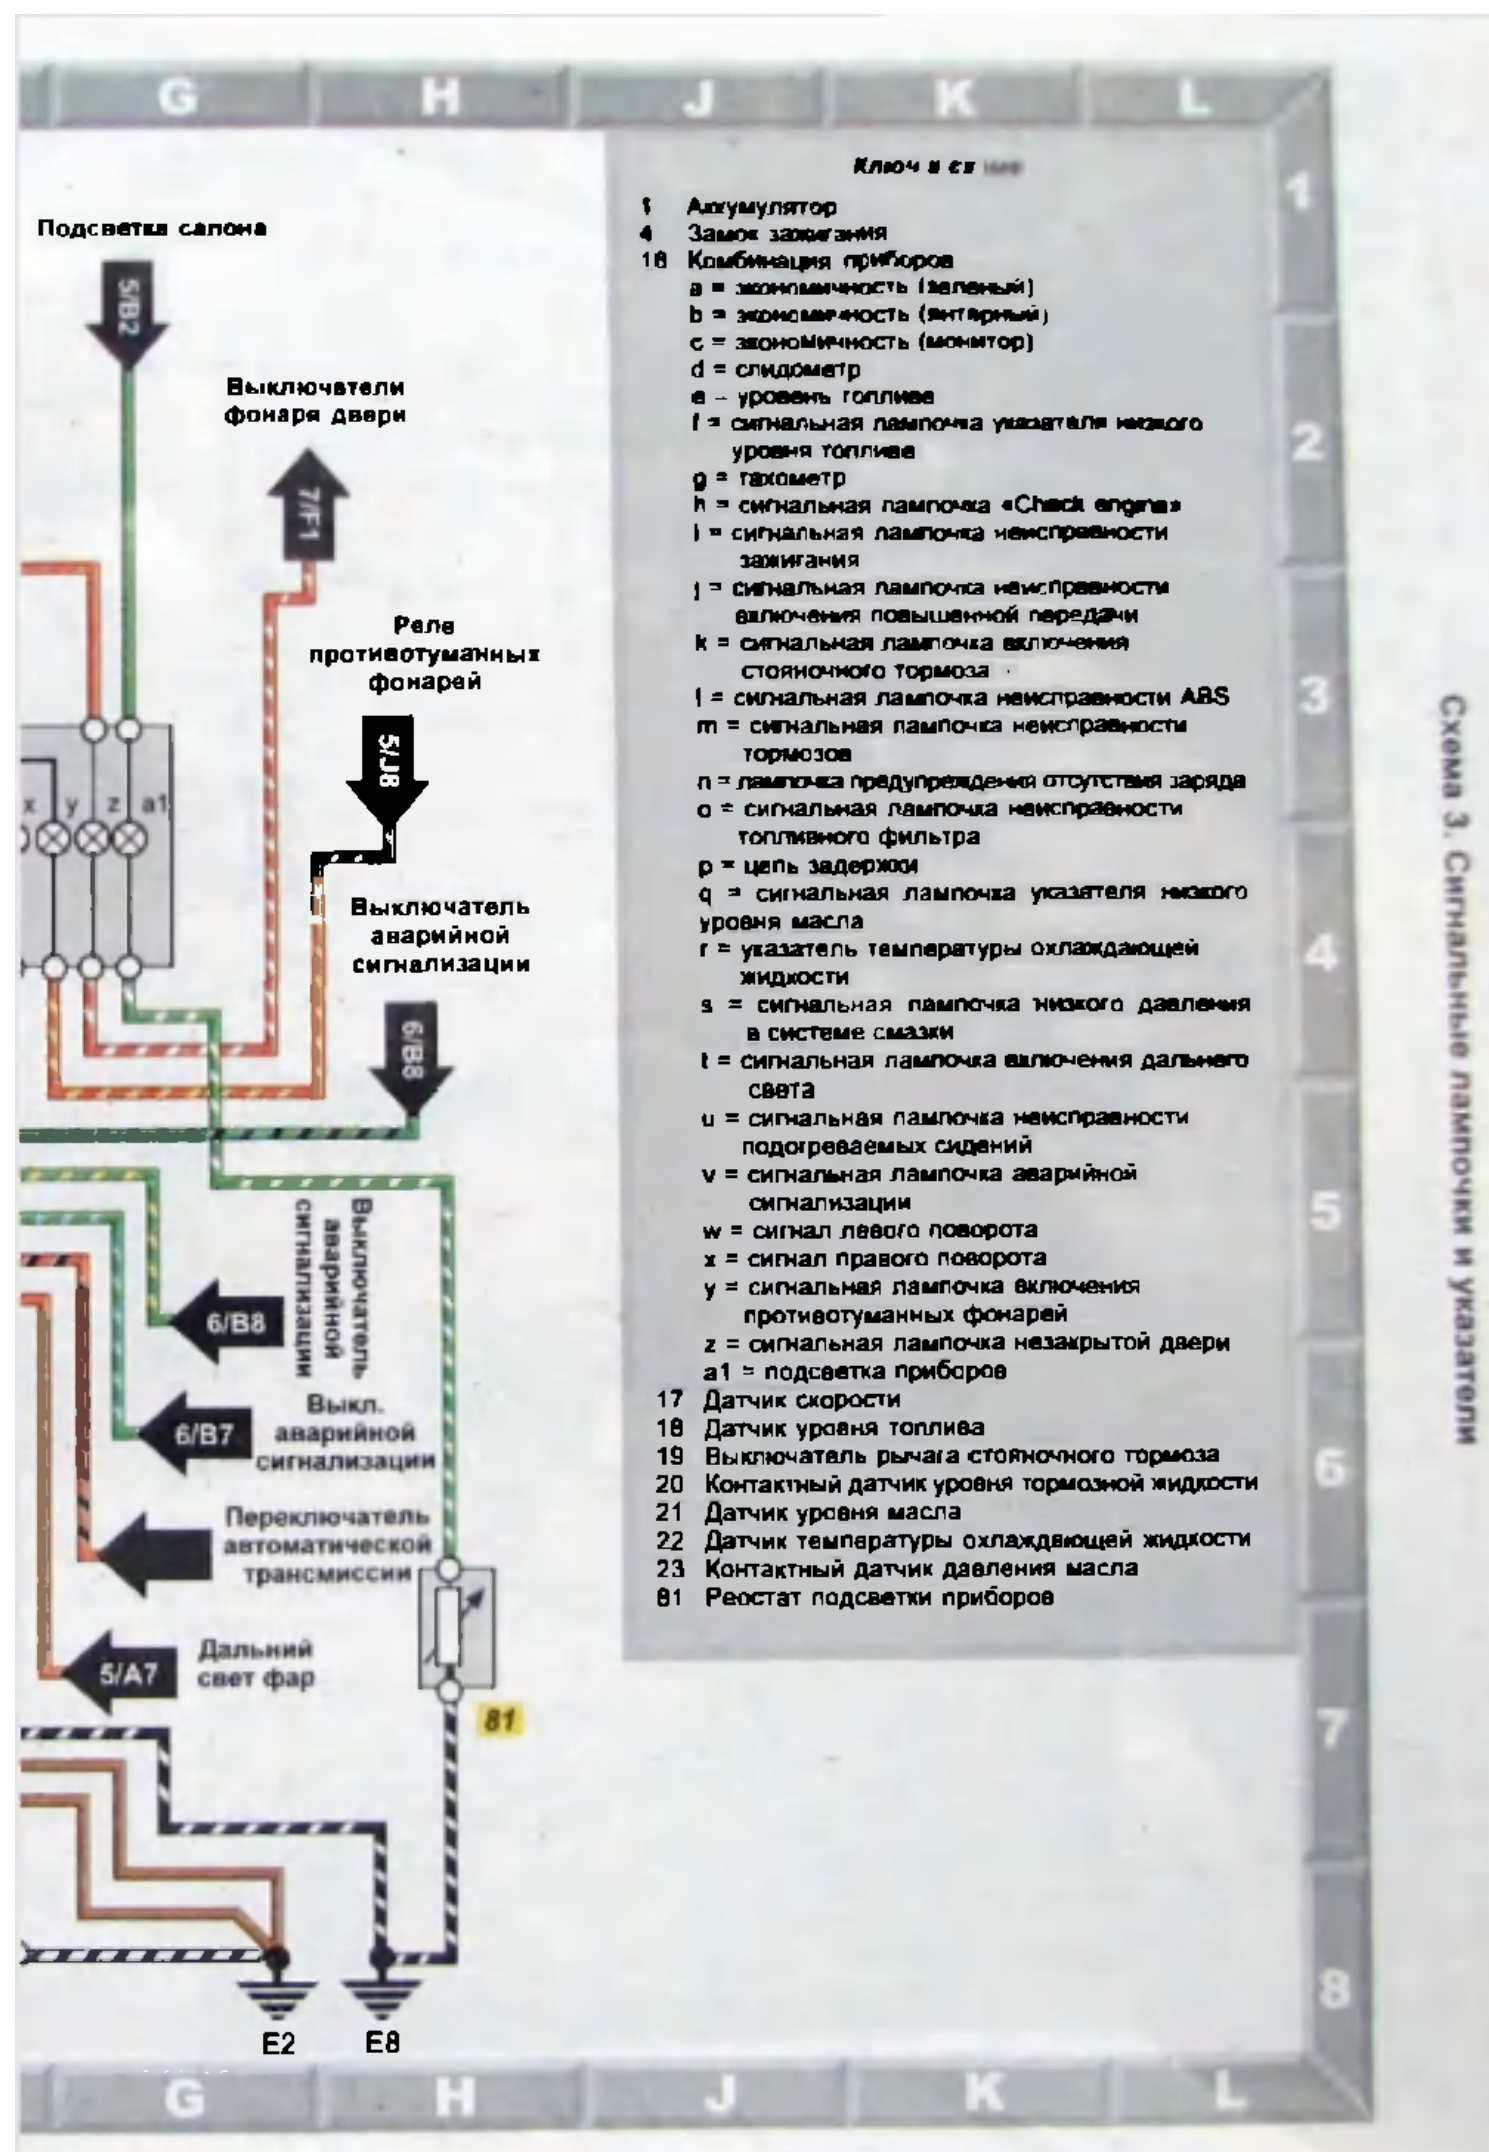 G H J K L
Подсветка салона
5/B2
Выключатели
фонаря двери
7/F1
Реле
противотуманных
фонарей
5/J8
x y z a1
Выключатель
аварийной
сигнализации
6/B8
Выключатель
аварийной
сигнализации
6/B8
Выкл.
6/B7 аварийной
сигнализации
Переключатель
автоматической
трансмиссии
Дальний
5/A7 свет фар
81
E2 E8
Ключ
1 Аккумулятор
4 Замок зажигания
16 Комбинация приборов
a = экономичность (зеленый)
b = экономичность (янтарный)
c = экономичность (монитор)
d = спидометр
e – уровень топлива
f = сигнальная лампочка указателя низкого
уровня топлива
g = тахометр
h = сигнальная лампочка «Check engine»
i = сигнальная лампочка неисправности
зажигания
j = сигнальная лампочка неисправности
включения повышенной передачи
k = сигнальная лампочка включения
стояночного тормоза
l = сигнальная лампочка неисправности ABS
m = сигнальная лампочка неисправности
тормозов
n = лампочка предупреждения отсутствия заряда
o = сигнальная лампочка неисправности
топливного фильтра
p = цепь задержки
q = сигнальная лампочка указателя низкого
уровня масла
r = указатель температуры охлаждающей
жидкости
s = сигнальная лампочка низкого давления
в системе смазки
t = сигнальная лампочка включения дальнего
света
u = сигнальная лампочка неисправности
подогреваемых сидений
v = сигнальная лампочка аварийной
сигнализации
w = сигнал левого поворота
x = сигнал правого поворота
y = сигнальная лампочка включения
противотуманных фонарей
z = сигнальная лампочка незакрытой двери
a1 = подсветка приборов
17 Датчик скорости
18 Датчик уровня топлива
19 Выключатель рычага стояночного тормоза
20 Контактный датчик уровня тормозной жидкости
21 Датчик уровня масла
22 Датчик температуры охлаждающей жидкости
23 Контактный датчик давления масла
81 Реостат подсветки приборов
1
2
3
4
5
6
7
8
Схема 3. Сигнальные лампочки и указатели
G H J K L